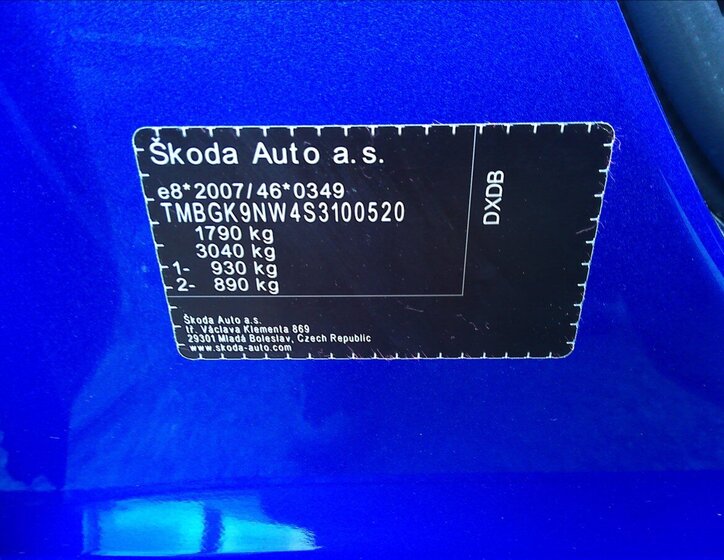 Škoda Auto a.s.
e8*2007/46*0349
TMBGK9NW4S3100520
1790 kg
3040 kg
1- 930 kg
2- 890 kg
DXDB
Škoda Auto a.s.
tř. Václava Klementa 869
29301 Mladá Boleslav, Czech Republic
www.skoda-auto.com